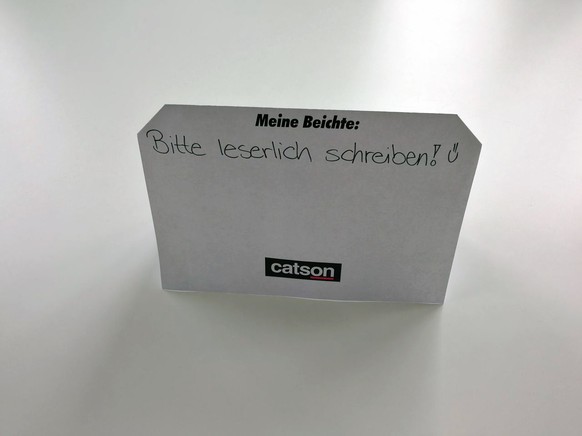 Meine Beichte:
Bitte leserlich schreiben! ü
catson